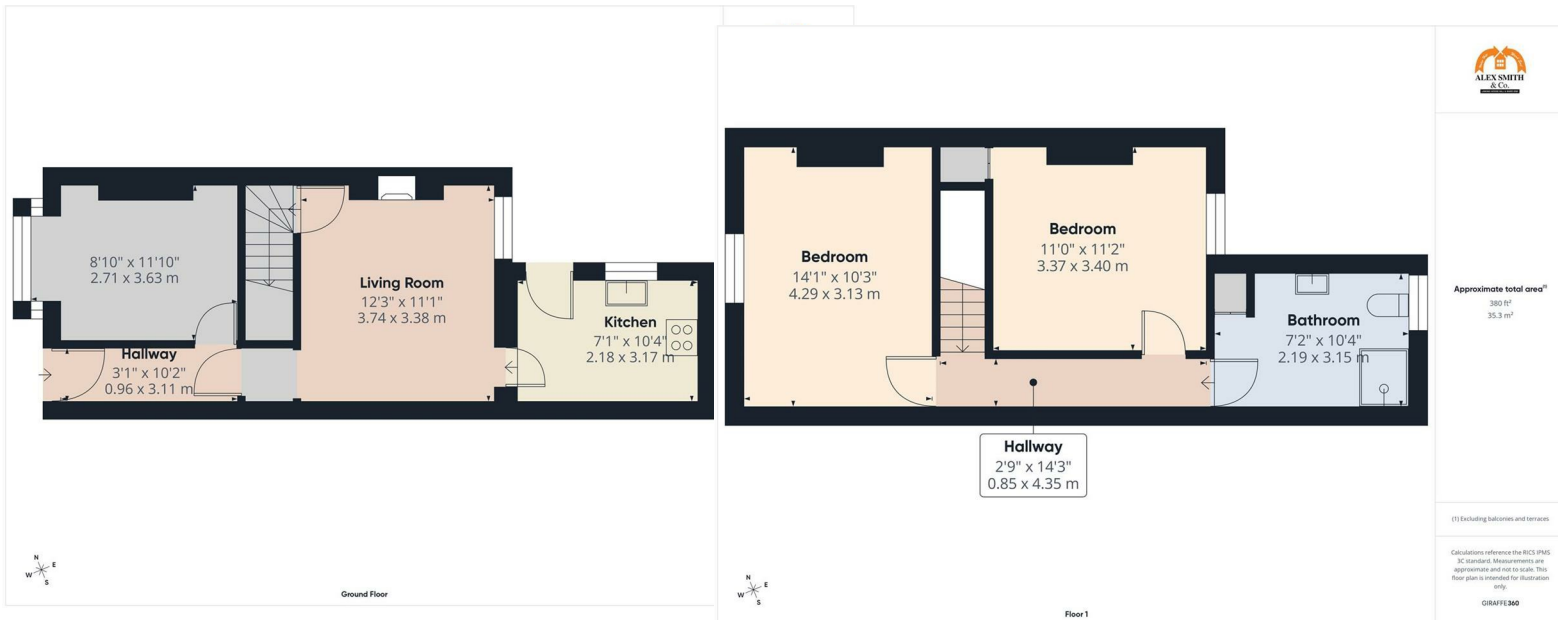 8'10" x 11'10"
2.71 x 3.63 m
Hallway
3'1" x 10'2"
0.96 x 3.11 m
Living Room
12'3" x 11'1"
3.74 x 3.38 m
Kitchen
7'1" x 10'4"
2.18 x 3.17 m
N
E
W
S
Ground Floor
Bedroom
14'1" x 10'3"
4.29 x 3.13 m
Bedroom
11'0" x 11'2"
3.37 x 3.40 m
Bathroom
7'2" x 10'4"
2.19 x 3.15 m
Hallway
2'9" x 14'3"
0.85 x 4.35 m
N
E
W
S
Floor 1
ALEX SMITH
& Co.
Approximate total area(1)
380 ft²
35.3 m²
(1) Excluding balconies and terraces
Calculations reference the RICS IPMS
3C standard. Measurements are
approximate and not to scale. This
floor plan is intended for illustration
only.
GIRAFFE360